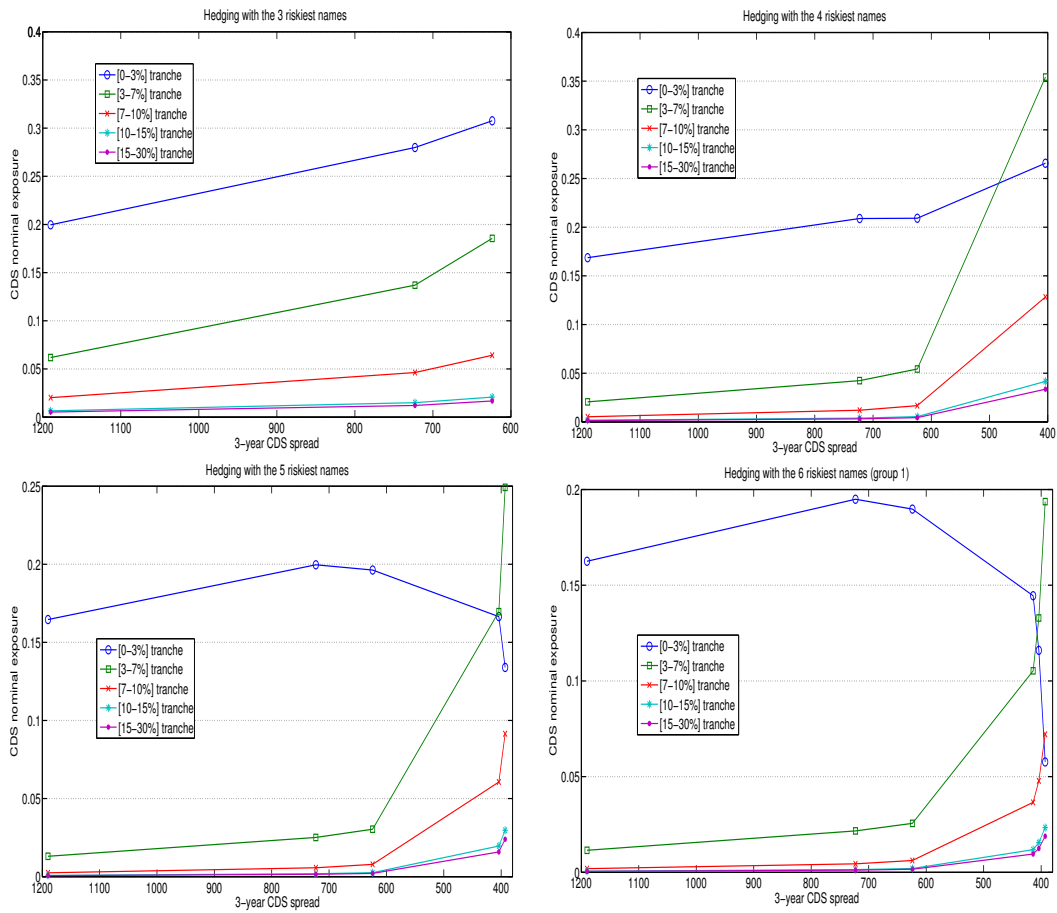 Hedging with the 3 riskiest names
0.4
0.35
0.3
0.25
0.2
0.15
0.1
0.05
0
CDS nominal exposure
[0−3%] tranche
[3−7%] tranche
[7−10%] tranche
[10−15%] tranche
[15−30%] tranche
1200 1100 1000 900 800 700 600
3−year CDS spread
Hedging with the 4 riskiest names
0.4
0.35
0.3
0.25
0.2
0.15
0.1
0.05
0
CDS nominal exposure
[0−3%] tranche
[3−7%] tranche
[7−10%] tranche
[10−15%] tranche
[15−30%] tranche
1200 1100 1000 900 800 700 600 500 400
3−year CDS spread
Hedging with the 5 riskiest names
0.25
0.2
0.15
0.1
0.05
0
CDS nominal exposure
[0−3%] tranche
[3−7%] tranche
[7−10%] tranche
[10−15%] tranche
[15−30%] tranche
1200 1100 1000 900 800 700 600 500 400
3−year CDS spread
Hedging with the 6 riskiest names (group 1)
0.2
0.15
0.1
0.05
0
CDS nominal exposure
[0−3%] tranche
[3−7%] tranche
[7−10%] tranche
[10−15%] tranche
[15−30%] tranche
1200 1100 1000 900 800 700 600 500 400
3−year CDS spread